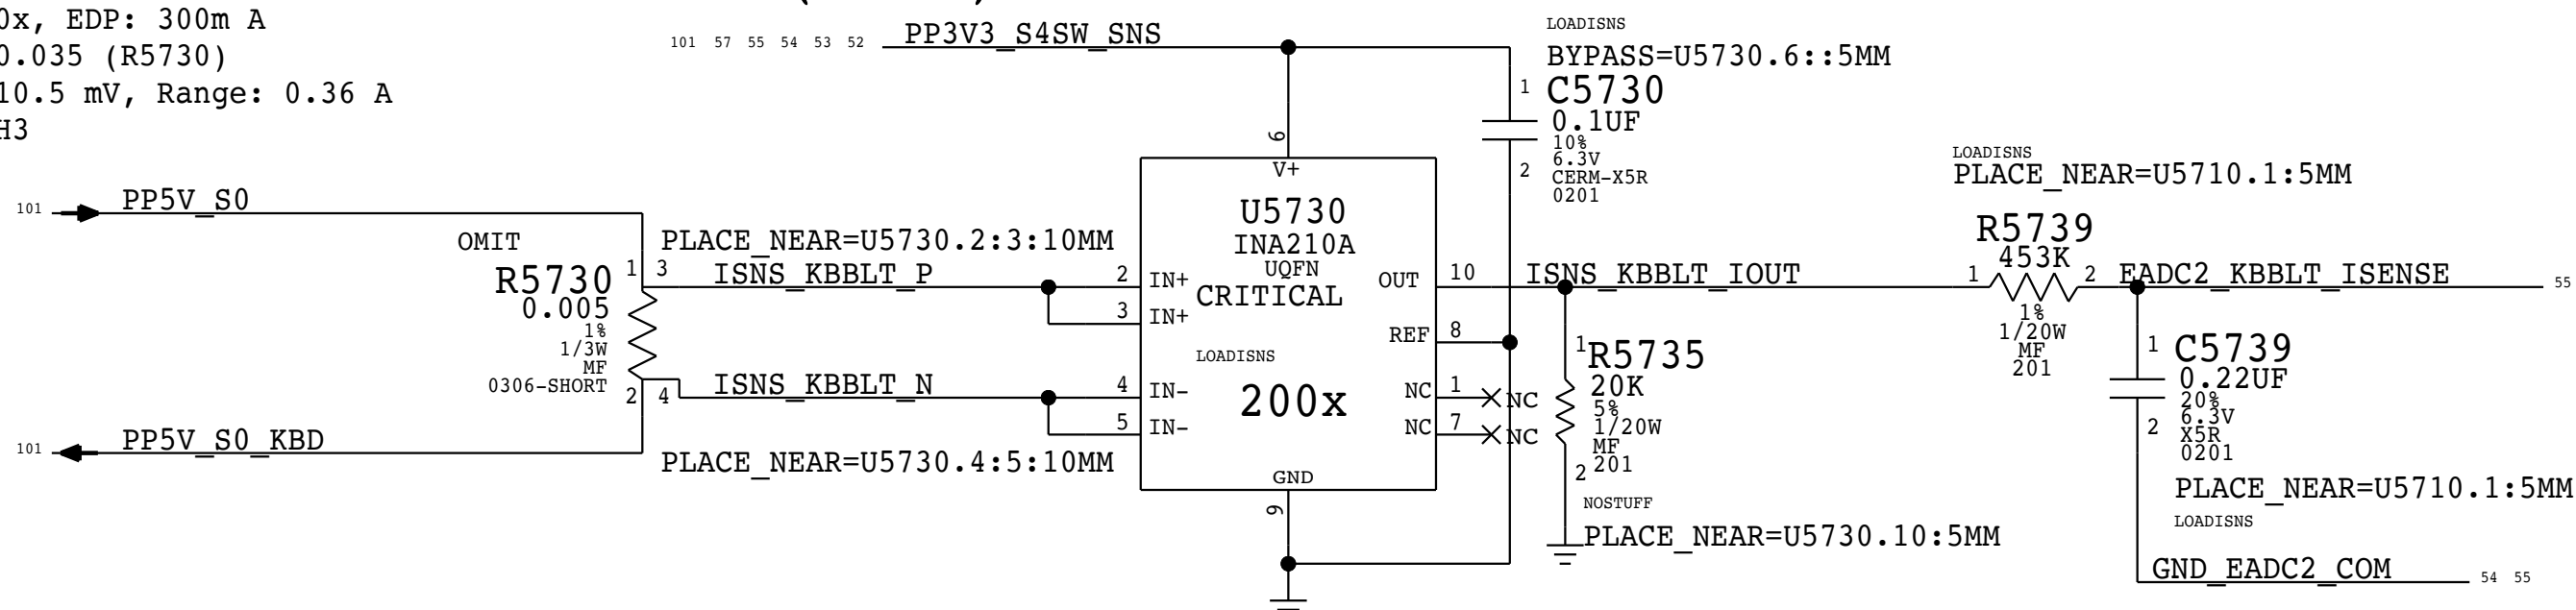 0x, EDP: 300m A
0.035 (R5730)
10.5 mV, Range: 0.36 A
H3
101 57 55 54 53 52
PP3V3_S4SW_SNS
LOADISNS
BYPASS=U5730.6::5MM
1
C5730
0.1UF
10%
6.3V
2
CERM-X5R
0201
6
V+
101
PP5V_S0
OMIT
R5730
0.005
1%
1/3W
MF
0306-SHORT
1 3
2 4
PLACE_NEAR=U5730.2:3:10MM
ISNS_KBBLT_P
ISNS_KBBLT_N
PLACE_NEAR=U5730.4:5:10MM
101
PP5V_S0_KBD
U5730
INA210A
UQFN
CRITICAL
LOADISNS
200x
2 IN+
3 IN+
4 IN-
5 IN-
OUT 10
REF 8
NC 1 NC
NC 7 NC
GND
9
ISNS_KBBLT_IOUT
1
R5735
20K
5%
1/20W
MF
201
2
NOSTUFF
PLACE_NEAR=U5730.10:5MM
LOADISNS
PLACE_NEAR=U5710.1:5MM
R5739
453K
1 2
1%
1/20W
MF
201
EADC2_KBBLT_ISENSE
55
1
C5739
0.22UF
20%
6.3V
2
X5R
0201
PLACE_NEAR=U5710.1:5MM
LOADISNS
GND_EADC2_COM
54 55